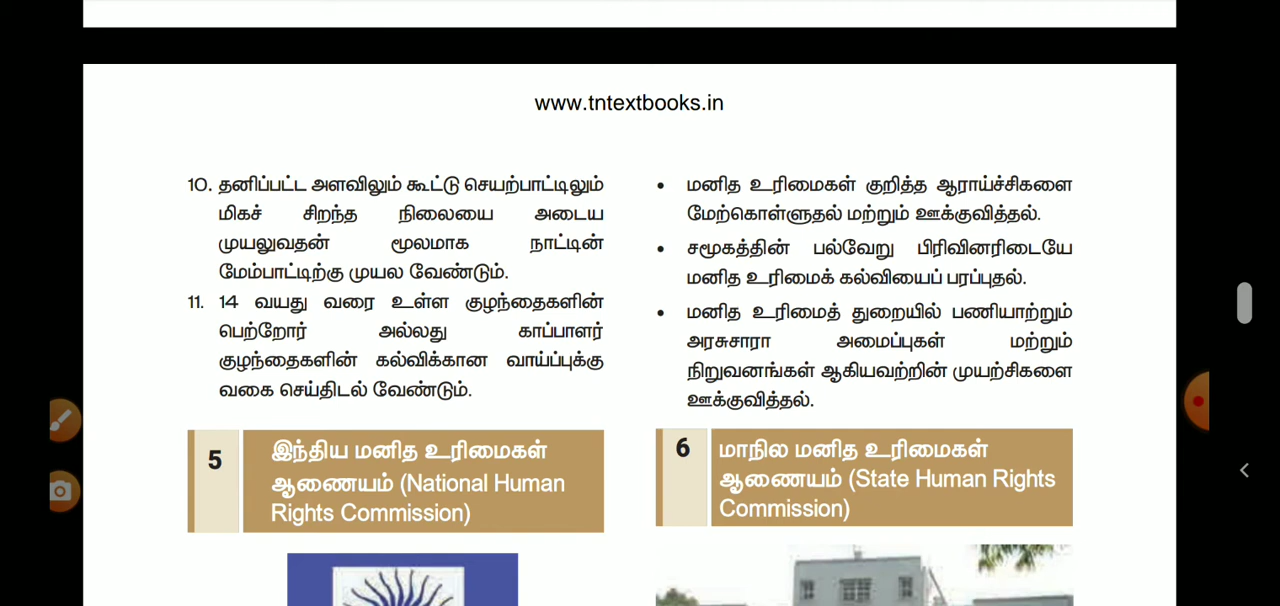 www.tntextbooks.in
10. தனிப்பட்ட அளவிலும் கூட்டு செயற்பாட்டிலும்
மிகச் சிறந்த நிலையை அடைய
முயலுவதன் மூலமாக நாட்டின்
மேம்பாட்டிற்கு முயல வேண்டும்.
11. 14 வயது வரை உள்ள குழந்தைகளின்
பெற்றோர் அல்லது காப்பாளர்
குழந்தைகளின் கல்விக்கான வாய்ப்புக்கு
வகை செய்திடல் வேண்டும்.
5 இந்திய மனித உரிமைகள்
ஆணையம் (National Human
Rights Commission)
• மனித உரிமைகள் குறித்த ஆராய்ச்சிகளை
மேற்கொள்ளுதல் மற்றும் ஊக்குவித்தல்.
• சமூகத்தின் பல்வேறு பிரிவினரிடையே
மனித உரிமைக் கல்வியைப் பரப்புதல்.
• மனித உரிமைத் துறையில் பணியாற்றும்
அரசுசாரா அமைப்புகள் மற்றும்
நிறுவனங்கள் ஆகியவற்றின் முயற்சிகளை
ஊக்குவித்தல்.
6 மாநில மனித உரிமைகள்
ஆணையம் (State Human Rights
Commission)